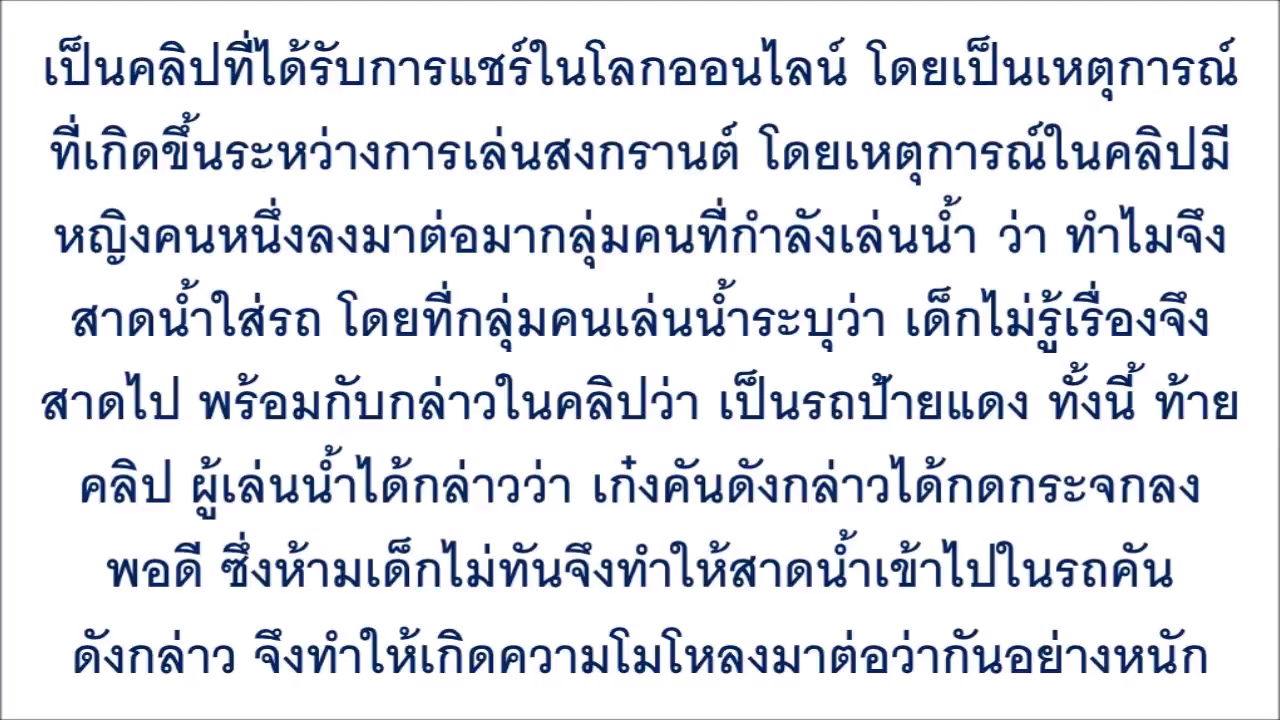 เป็นคลิปที่ได้รับการแชร์ในโลกออนไลน์ โดยเป็นเหตุการณ์
ที่เกิดขึ้นระหว่างการเล่นสงกรานต์ โดยเหตุการณ์ในคลิปมี
หญิงคนหนึ่งลงมาต่อมากลุ่มคนที่กำลังเล่นน้ำ ว่า ทำไมจึง
สาดน้ำใส่รถ โดยที่กลุ่มคนเล่นน้ำระบุว่า เด็กไม่รู้เรื่องจึง
สาดไป พร้อมกับกล่าวในคลิปว่า เป็นรถป้ายแดง ทั้งนี้ ท้าย
คลิป ผู้เล่นน้ำได้กล่าวว่า เก๋งคันดังกล่าวได้กดกระจกลง
พอดี ซึ่งห้ามเด็กไม่ทันจึงทำให้สาดน้ำเข้าไปในรถคัน
ดังกล่าว จึงทำให้เกิดความโมโหลงมาต่อว่ากันอย่างหนัก